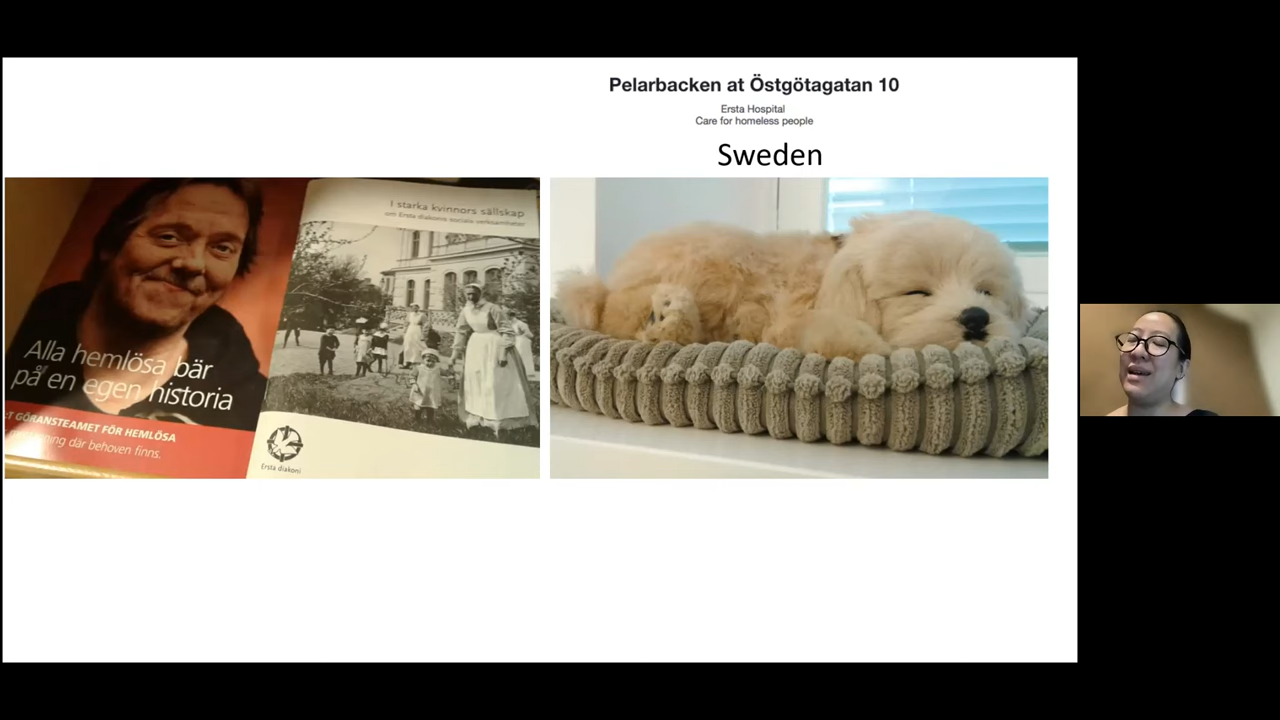 Pelarbacken at Östgötagatan 10
Ersta Hospital
Care for homeless people
Sweden
Alla hemlösa bär
på en egen historia
T GÖRANSTEAMET FÖR HEMLÖSA
ning där behoven finns.
I starka kvinnors sällskap
om Ersta diakonis sociala verksamheter
Ersta diakoni